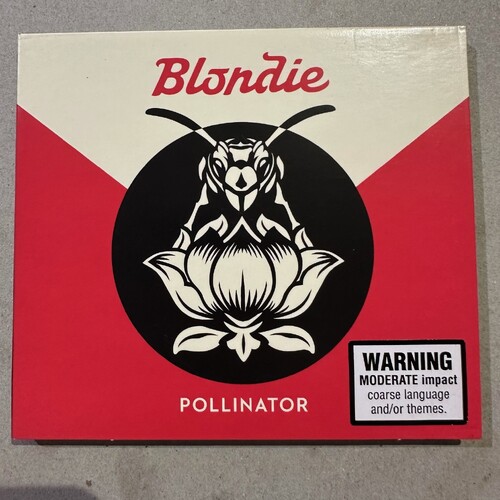 Blondie
POLLINATOR
WARNING
MODERATE impact
coarse language
and/or themes.